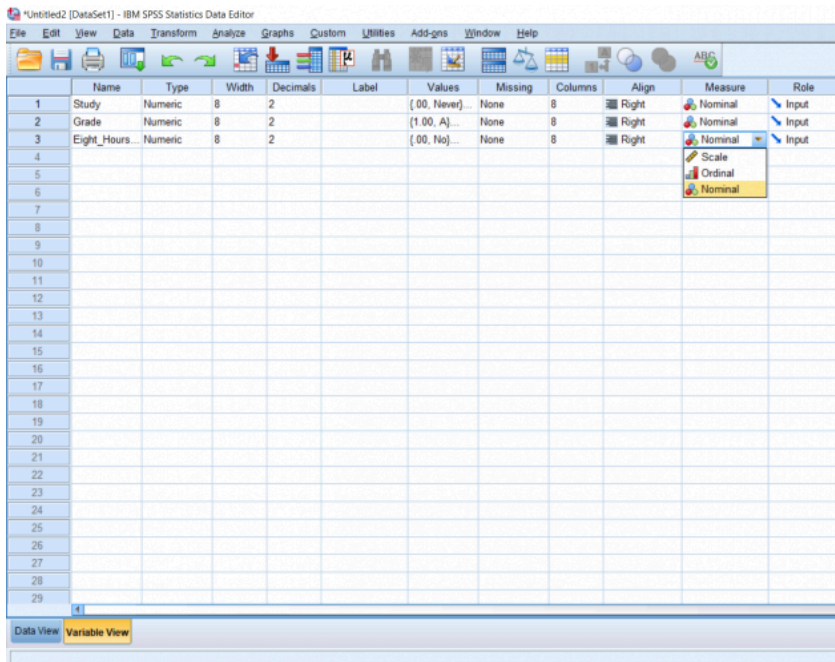 *Untitled2 [DataSet1] - IBM SPSS Statistics Data Editor
File Edit View Data Transform Analyze Graphs Custom Utilities Add-ons Window Help
ABC
Name Type Width Decimals Label Values Missing Columns Align Measure Role
1 Study Numeric 8 2 {.00, Never}... None 8 Right Nominal Input
2 Grade Numeric 8 2 {1.00, A}... None 8 Right Nominal Input
3 Eight_Hours... Numeric 8 2 {.00, No}... None 8 Right Nominal Input
4 Scale
5 Ordinal
6 Nominal
7
8
9
10
11
12
13
14
15
16
17
18
19
20
21
22
23
24
25
26
27
28
29
Data View Variable View